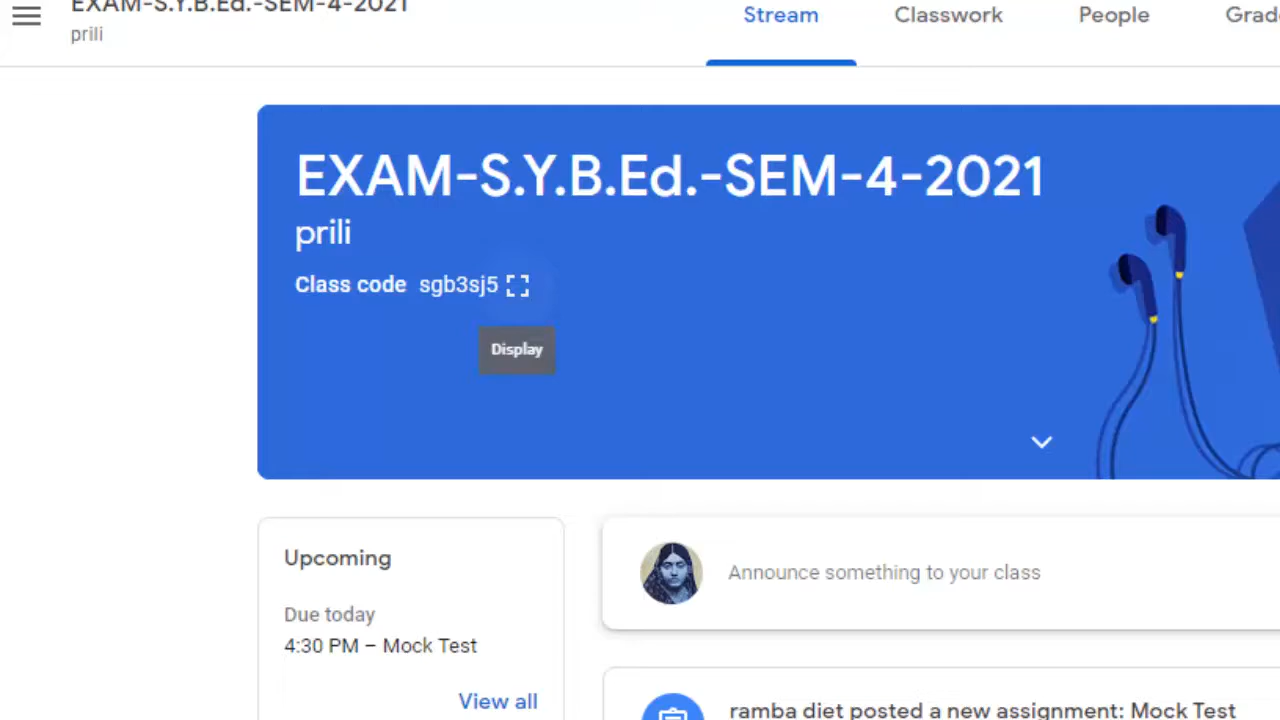 EXAM-S.Y.B.Ed.-SEM-4-2021
prili
Stream
Classwork
People
EXAM-S.Y.B.Ed.-SEM-4-2021
prili
Class code sgb3sj5
Display
Upcoming
Due today
4:30 PM – Mock Test
View all
Announce something to your class
ramba diet posted a new assignment: Mock Test